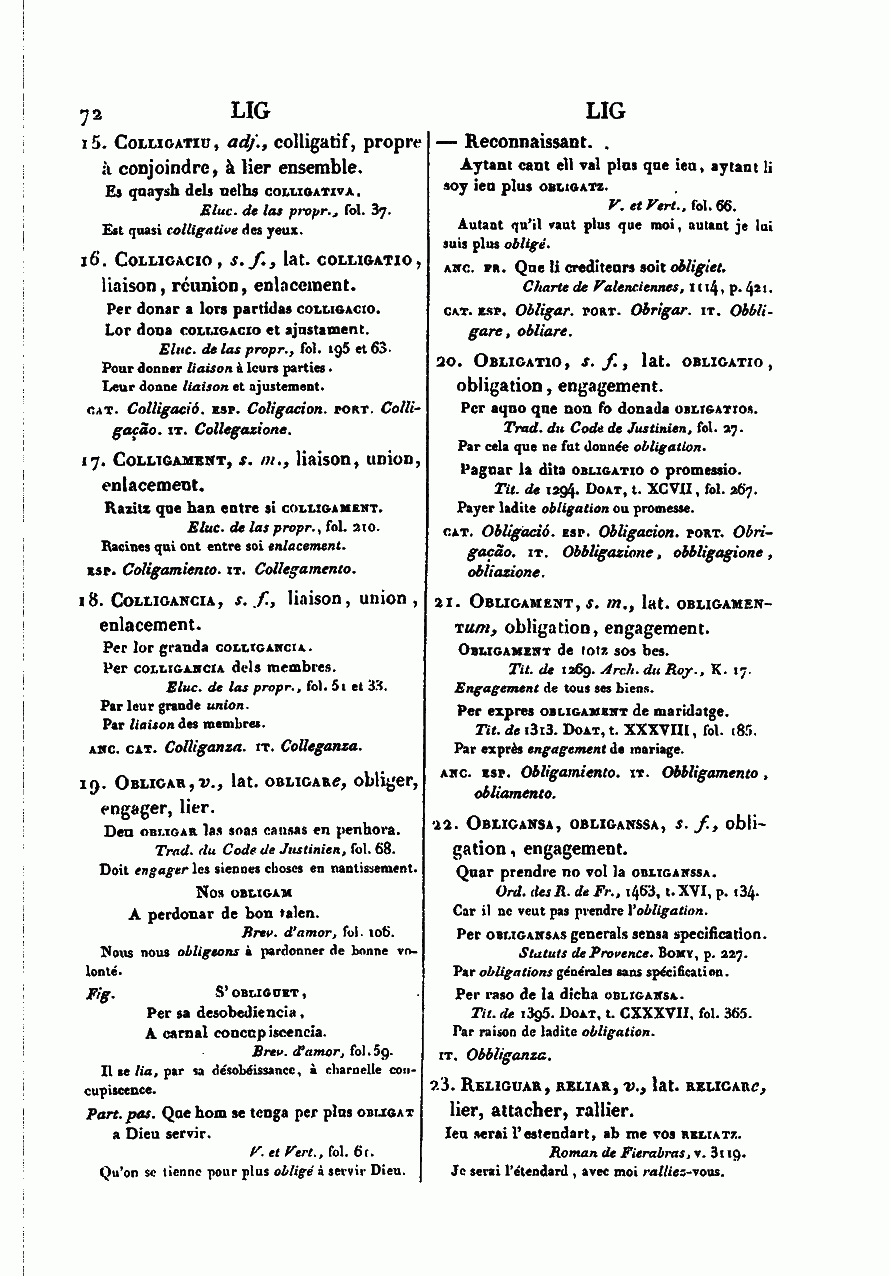 72 LIG LIG
15. Colligatiu, adj., colligatif, propre
à conjoindre, à lier ensemble.
Es quaysh dels uelhs colligativa.
Eluc. de las propr., fol. 37.
Est quasi colligative des yeux.
16. Colligacio, s. f., lat. colligatio,
liaison, réunion, enlacement.
Per donar a lors partidas colligacio.
Lor dona colligacio et ajustament.
Eluc. de las propr., fol. 195 et 63.
Pour donner liaison à leurs parties.
Leur donne liaison et ajustement.
cat. Colligació. esp. Coligacion. port. Colli-
gação. it. Collegazione.
17. Colligament, s. m., liaison, union,
enlacement.
Razitz que han entre si colligament.
Eluc. de las propr., fol. 210.
Racines qui ont entre soi enlacement.
esp. Coligamiento. it. Collegamento.
18. Colligancia, s. f., liaison, union,
enlacement.
Per lor granda colligancia.
Per colligancia dels membres.
Eluc. de las propr., fol. 51 et 33.
Par leur grande union.
Par liaison des membres.
anc. cat. Colliganza. it. Colleganza.
19. Obligar, v., lat. obligare, obliger,
engager, lier.
Deu obligar las soas causas en penhora.
Trad. du Code de Justinien, fol. 68.
Doit engager les siennes choses en nantissement.
Nos obligam
A perdonar de bon talen.
Brev. d'amor, fol. 106.
Nous nous obligeons à pardonner de bonne vo-
lonté.
Fig. S'obliguet,
Per sa desobediencia,
A carnal concupiscencia.
Brev. d'amor, fol. 59.
Il se lia, par sa désobéissance, à charnelle con-
cupiscence.
Part. pas. Que hom se tenga per plus obligat
a Dieu servir.
V. et Vert., fol. 61.
Qu'on se tienne pour plus obligé à servir Dieu.
— Reconnaissant.
Aytant cant ell val plus que ieu, aytant li
soy ieu plus obligatz.
V. et Vert., fol. 66.
Autant qu'il vaut plus que moi, autant je lui
suis plus obligé.
anc. fr. Que li crediteurs soit obligiet.
Charte de Valenciennes, 1114, p. 421.
cat. esp. Obligar. port. Obrigar. it. Obbli-
gare, obliare.
20. Obligatio, s. f., lat. obligatio,
obligation, engagement.
Per aquo que non fo donada obligatios.
Trad. du Code de Justinien, fol. 27.
Par cela que ne fut donnée obligation.
Paguar la dita obligatio o promessio.
Tit. de 1294. Doat, t. XCVII, fol. 267.
Payer ladite obligation ou promesse.
cat. Obligació. esp. Obligacion. port. Obri-
gação. it. Obbligazione, obbligagione,
obliazione.
21. Obligament, s. m., lat. obligamen-
tum, obligation, engagement.
Obligament de totz sos bes.
Tit. de 1269. Arch. du Roy., K. 17.
Engagement de tous ses biens.
Per expres obligament de maridatge.
Tit. de 1313. Doat, t. XXXVIII, fol. 185.
Par exprès engagement de mariage.
anc. esp. Obligamiento. it. Obbligamento,
obliamento.
22. Obligansa, obliganssa, s. f., obli-
gation, engagement.
Quar prendre no vol la obliganssa.
Ord. des R. de Fr., 1463, t. XVI, p. 134.
Car il ne veut pas prendre l'obligation.
Per obligansas generals sensa specification.
Statuts de Provence. Bomy, p. 227.
Par obligations générales sans spécification.
Per raso de la dicha obligansa.
Tit. de 1395. Doat, t. CXXXVII, fol. 365.
Par raison de ladite obligation.
it. Obbliganza.
23. Religuar, reliar, v., lat. religare,
lier, attacher, rallier.
Ieu serai l'estendart, ab me vos reliatz.
Roman de Fierabras, v. 3119.
Je serai l'étendard, avec moi ralliez-vous.